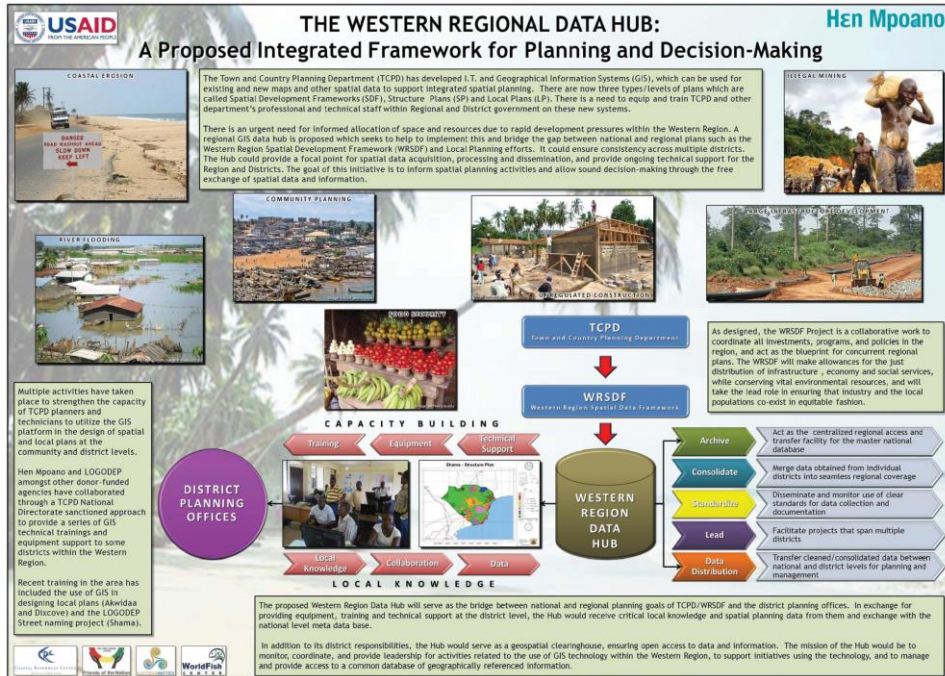 USAID
FROM THE AMERICAN PEOPLE
THE WESTERN REGIONAL DATA HUB:
A Proposed Integrated Framework for Planning and Decision-Making
Hɛn Mpoano
COASTAL EROSION
DANGER
ROAD WASHOUT AHEAD
SLOW DOWN
KEEP LEFT
The Town and Country Planning Department (TCPD) has developed I.T. and Geographical Information Systems (GIS), which can be used for
existing and new maps and other spatial data to support integrated spatial planning. There are now three types/levels of plans which are
called Spatial Development Frameworks (SDF), Structure Plans (SP) and Local Plans (LP). There is a need to equip and train TCPD and other
department's professional and technical staff within Regional and District government on these new systems.
There is an urgent need for informed allocation of space and resources due to rapid development pressures within the Western Region. A
regional GIS data hub is proposed which seeks to help to implement this and bridge the gap between national and regional plans such as the
Western Region Spatial Development Framework (WRSDF) and Local Planning efforts. It could ensure consistency across multiple districts.
The Hub could provide a focal point for spatial data acquisition, processing and dissemination, and provide ongoing technical support for the
Region and Districts. The goal of this initiative is to inform spatial planning activities and allow sound decision-making through the free
exchange of spatial data and information.
ILLEGAL MINING
RIVER FLOODING
COMMUNITY PLANNING
UNREGULATED CONSTRUCTION
LARGE INFRASTRUCTURE DEVELOPMENT
FOOD SECURITY
TCPD
Town and Country Planning Department
WRSDF
Western Region Spatial Data Framework
As designed, the WRSDF Project is a collaborative work to
coordinate all investments, programs, and policies in the
region, and act as the blueprint for concurrent regional
plans. The WRSDF will make allowances for the just
distribution of infrastructure , economy and social services,
while conserving vital environmental resources, and will
take the lead role in ensuring that industry and the local
populations co-exist in equitable fashion.
Multiple activities have taken
place to strengthen the capacity
of TCPD planners and
technicians to utilize the GIS
platform in the design of spatial
and local plans at the
community and district levels.
Hen Mpoano and LOGODEP
amongst other donor-funded
agencies have collaborated
through a TCPD National
Directorate sanctioned approach
to provide a series of GIS
technical trainings and
equipment support to some
districts within the Western
Region.
Recent training in the area has
included the use of GIS in
designing local plans (Akwidaa
and Dixcove) and the LOGODEP
Street naming project (Shama).
CAPACITY BUILDING
Training
Equipment
Technical
Support
DISTRICT
PLANNING
OFFICES
Shama - Structure Plan
WESTERN
REGION
DATA
HUB
Local
Knowledge
Collaboration
Data
LOCAL KNOWLEDGE
Archive
Act as the centralized regional access and
transfer facility for the master national
database
Consolidate
Merge data obtained from individual
districts into seamless regional coverage
Standardize
Disseminate and monitor use of clear
standards for data collection and
documentation
Lead
Facilitate projects that span multiple
districts
Data
Distribution
Transfer cleaned/consolidated data between
national and district levels for planning and
management
The proposed Western Region Data Hub will serve as the bridge between national and regional planning goals of TCPD/WRSDF and the district planning offices. In exchange for
providing equipment, training and technical support at the district level, the Hub would receive critical local knowledge and spatial planning data from them and exchange with the
national level meta data base.
In addition to its district responsibilities, the Hub would serve as a geospatial clearinghouse, ensuring open access to data and information. The mission of the Hub would be to
monitor, coordinate, and provide leadership for activities related to the use of GIS technology within the Western Region, to support initiatives using the technology, and to manage
and provide access to a common database of geographically referenced information.
COASTAL RESOURCES CENTER
Friends of the Nation
WorldFish
CENTER